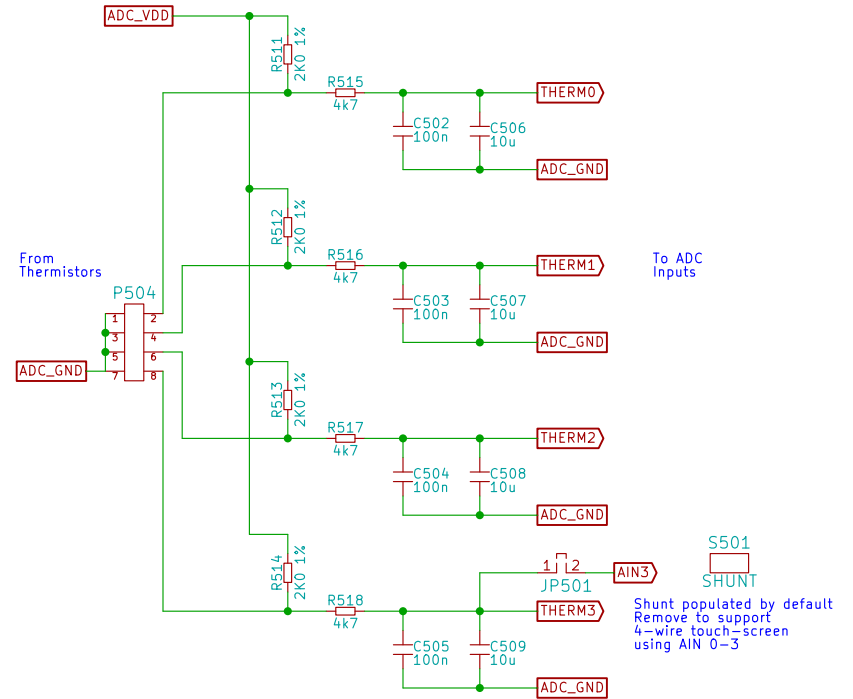 ADC_VDD
R511
2K0 1%
R515
4k7
THERM0
C502
100n
C506
10u
ADC_GND
R512
2K0 1%
From
Thermistors
R516
4k7
THERM1
To ADC
Inputs
P504
C503
100n
C507
10u
1 2
3 4
5 6
7 8
ADC_GND
ADC_GND
R513
2K0 1%
R517
4k7
THERM2
C504
100n
C508
10u
ADC_GND
S501
SHUNT
R514
2K0 1%
1 2
JP501
AIN3
R518
4k7
THERM3
Shunt populated by default
Remove to support
4-wire touch-screen
using AIN 0-3
C505
100n
C509
10u
ADC_GND